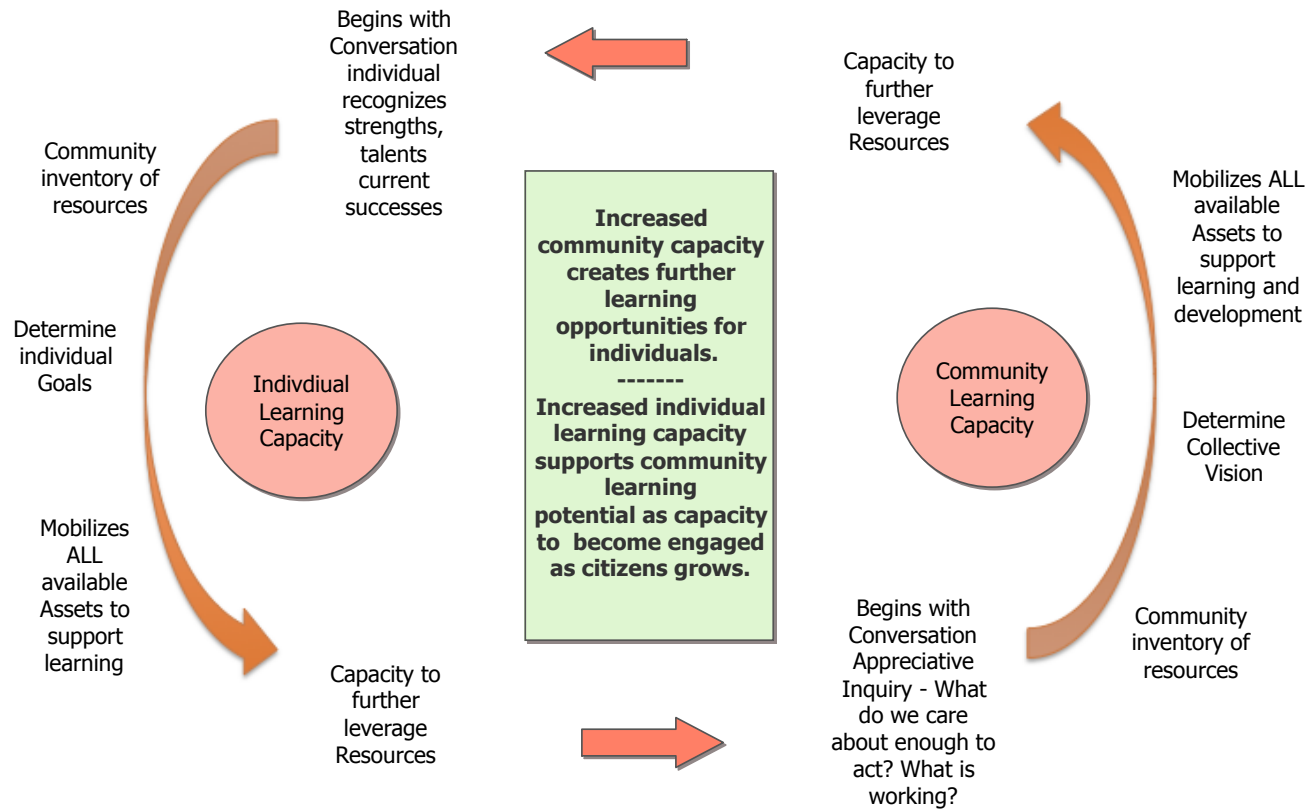 Begins with
Conversation
individual
recognizes
strengths,
talents
current
successes
Community
inventory of
resources
Determine
individual
Goals
Indivdiual
Learning
Capacity
Mobilizes
ALL
available
Assets to
support
learning
Capacity to
further
leverage
Resources
Increased
community capacity
creates further
learning
opportunities for
individuals.
-------
Increased individual
learning capacity
supports community
learning
potential as capacity
to become engaged
as citizens grows.
Capacity to
further
leverage
Resources
Mobilizes ALL
available
Assets to
support
learning and
development
Community
Learning
Capacity
Determine
Collective
Vision
Community
inventory of
resources
Begins with
Conversation
Appreciative
Inquiry - What
do we care
about enough to
act? What is
working?